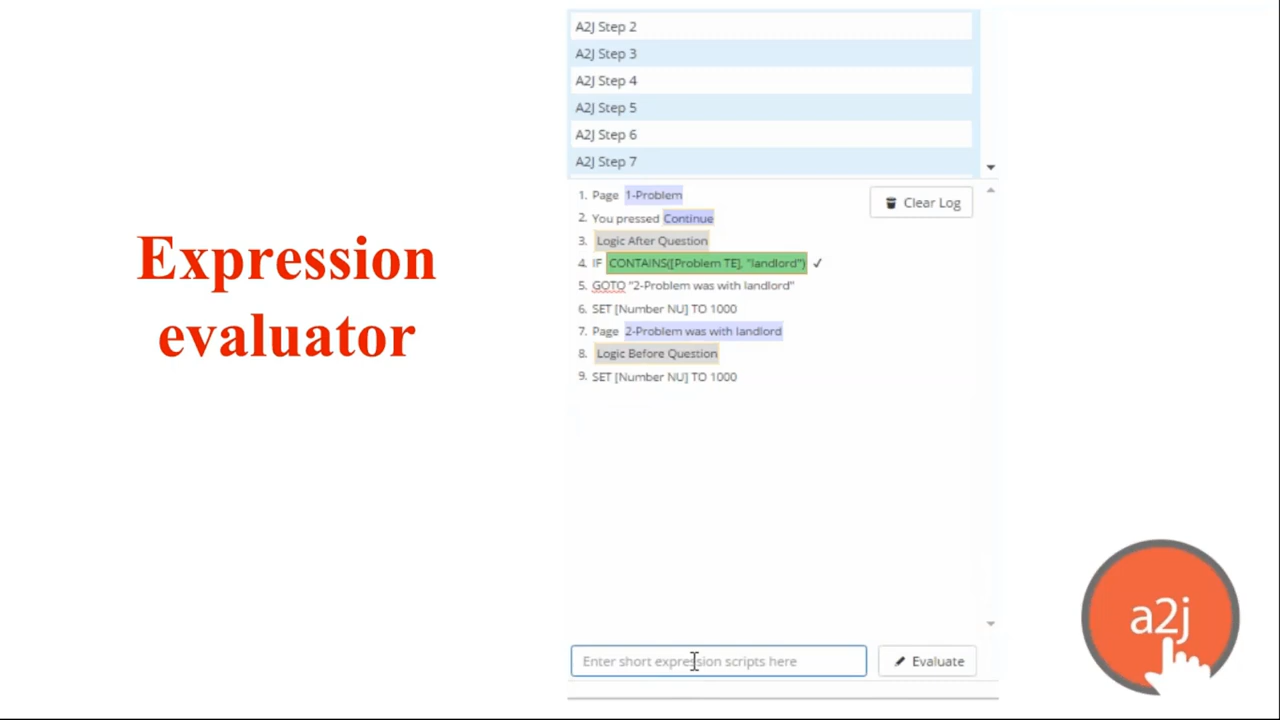 Expression
evaluator
A2J Step 2
A2J Step 3
A2J Step 4
A2J Step 5
A2J Step 6
A2J Step 7
Clear Log
1. Page 1-Problem
2. You pressed Continue
3. Logic After Question
4. IF CONTAINS([Problem TE], "landlord") ✓
5. GOTO "2-Problem was with landlord"
6. SET [Number NU] TO 1000
7. Page 2-Problem was with landlord
8. Logic Before Question
9. SET [Number NU] TO 1000
Enter short expression scripts here
Evaluate
a2j